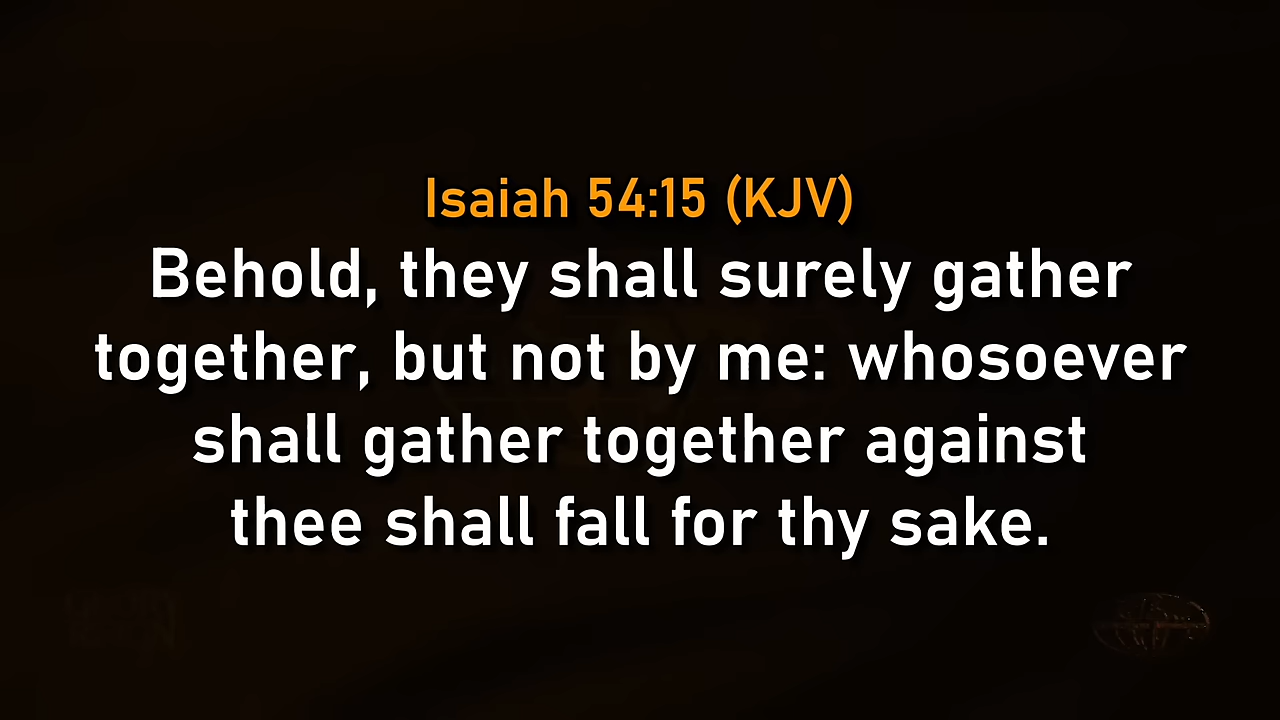 Isaiah 54:15 (KJV)
Behold, they shall surely gather
together, but not by me: whosoever
shall gather together against
thee shall fall for thy sake.